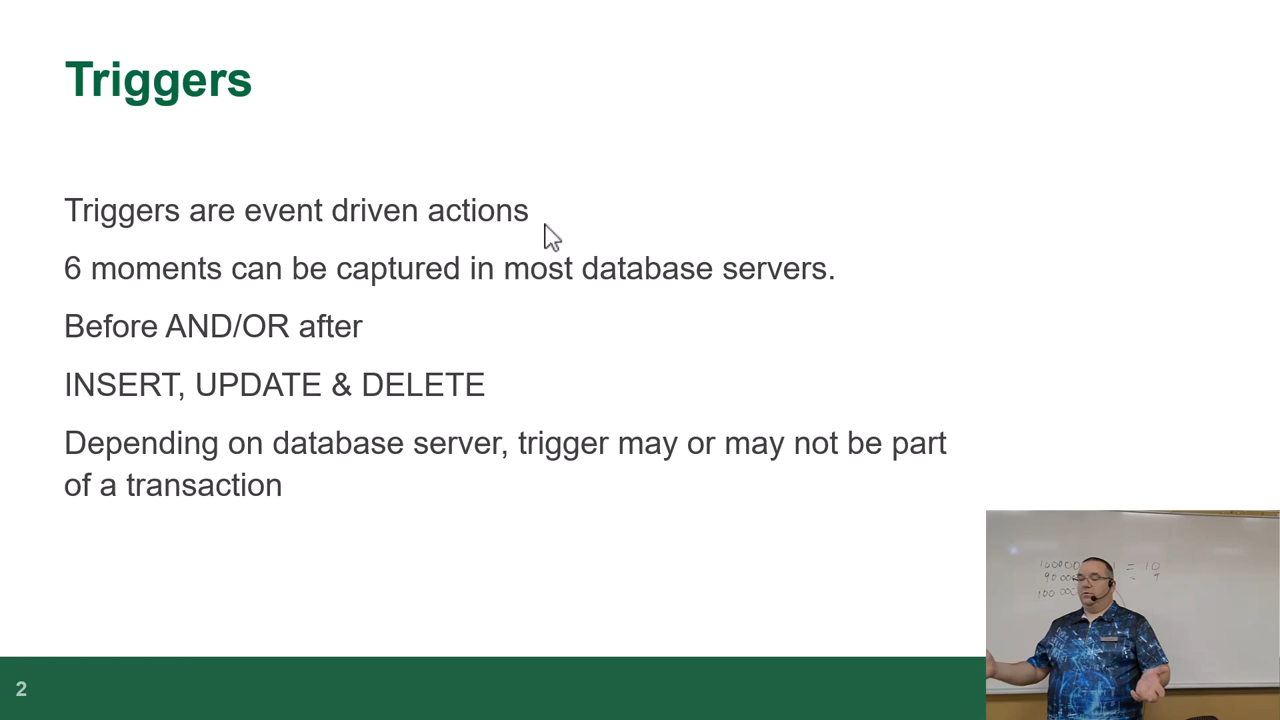 Triggers
Triggers are event driven actions
6 moments can be captured in most database servers.
Before AND/OR after
INSERT, UPDATE & DELETE
Depending on database server, trigger may or may not be part
of a transaction
= 10
2